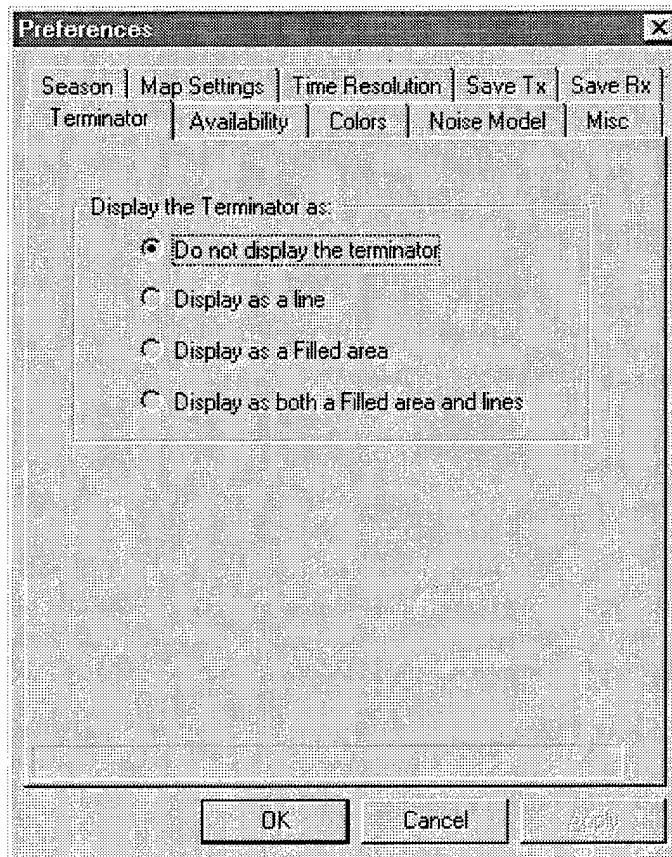 Preferences
Season Map Settings Time Resolution Save Tx Save Rx
Terminator Availability Colors Noise Model Misc
Display the Terminator as:
Do not display the terminator
Display as a line
Display as a Filled area
Display as both a Filled area and lines
OK Cancel Apply